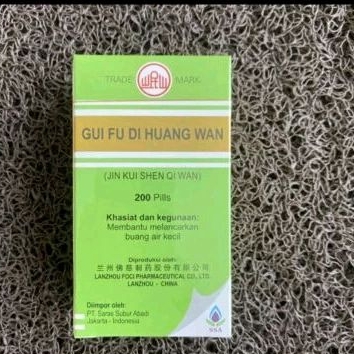 TRADE MARK
GUI FU DI HUANG WAN
(JIN KUI SHEN QI WAN)
200 Pills
Khasiat dan kegunaan:
Membantu melancarkan
buang air kecil
Diproduksi oleh:
兰州佛慈制药股份有限公司
LANZHOU FOCI PHARMACEUTICAL CO., LTD.
LANZHOU - CHINA
Diimpor oleh:
PT. Saras Subur Abadi
Jakarta - Indonesia
SSA